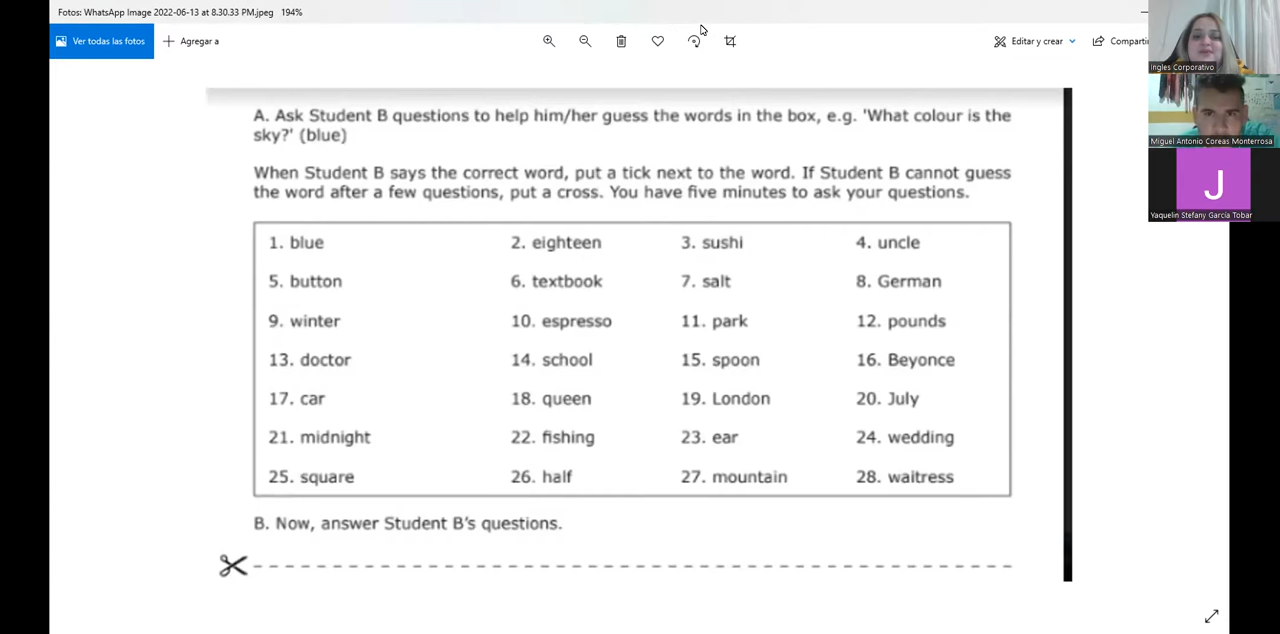 Fotos: WhatsApp Image 2022-06-13 at 8.30.33 PM.jpeg 194%
Ver todas las fotos Agregar a Editar y crear
Ingles Corporativo
Miguel Antonio Coreas Monterrosa
J
Yaquelin Stefany García Tobar
A. Ask Student B questions to help him/her guess the words in the box, e.g. 'What colour is the
sky?' (blue)
When Student B says the correct word, put a tick next to the word. If Student B cannot guess
the word after a few questions, put a cross. You have five minutes to ask your questions.
1. blue 2. eighteen 3. sushi 4. uncle
5. button 6. textbook 7. salt 8. German
9. winter 10. espresso 11. park 12. pounds
13. doctor 14. school 15. spoon 16. Beyonce
17. car 18. queen 19. London 20. July
21. midnight 22. fishing 23. ear 24. wedding
25. square 26. half 27. mountain 28. waitress
B. Now, answer Student B's questions.